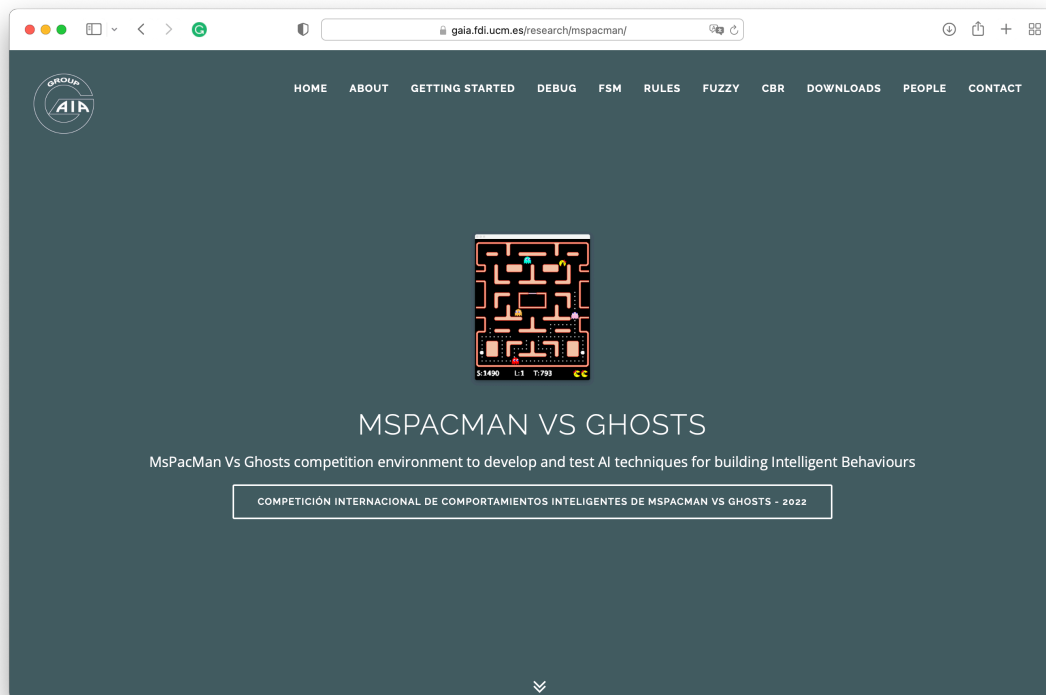 gaia.fdi.ucm.es/research/mspacman/
GROUP
AIA
HOME ABOUT GETTING STARTED DEBUG FSM RULES FUZZY CBR DOWNLOADS PEOPLE CONTACT
S:1490 L:1 T:793
MSPACMAN VS GHOSTS
MsPacMan Vs Ghosts competition environment to develop and test AI techniques for building Intelligent Behaviours
COMPETICIÓN INTERNACIONAL DE COMPORTAMIENTOS INTELIGENTES DE MSPACMAN VS GHOSTS - 2022